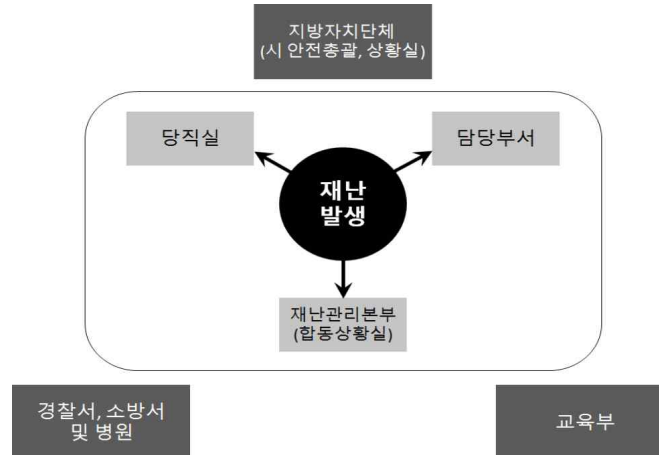 지방자치단체
(시 안전총괄, 상황실)
당직실
담당부서
재난
발생
재난관리본부
(합동상황실)
경찰서, 소방서
및 병원
교육부